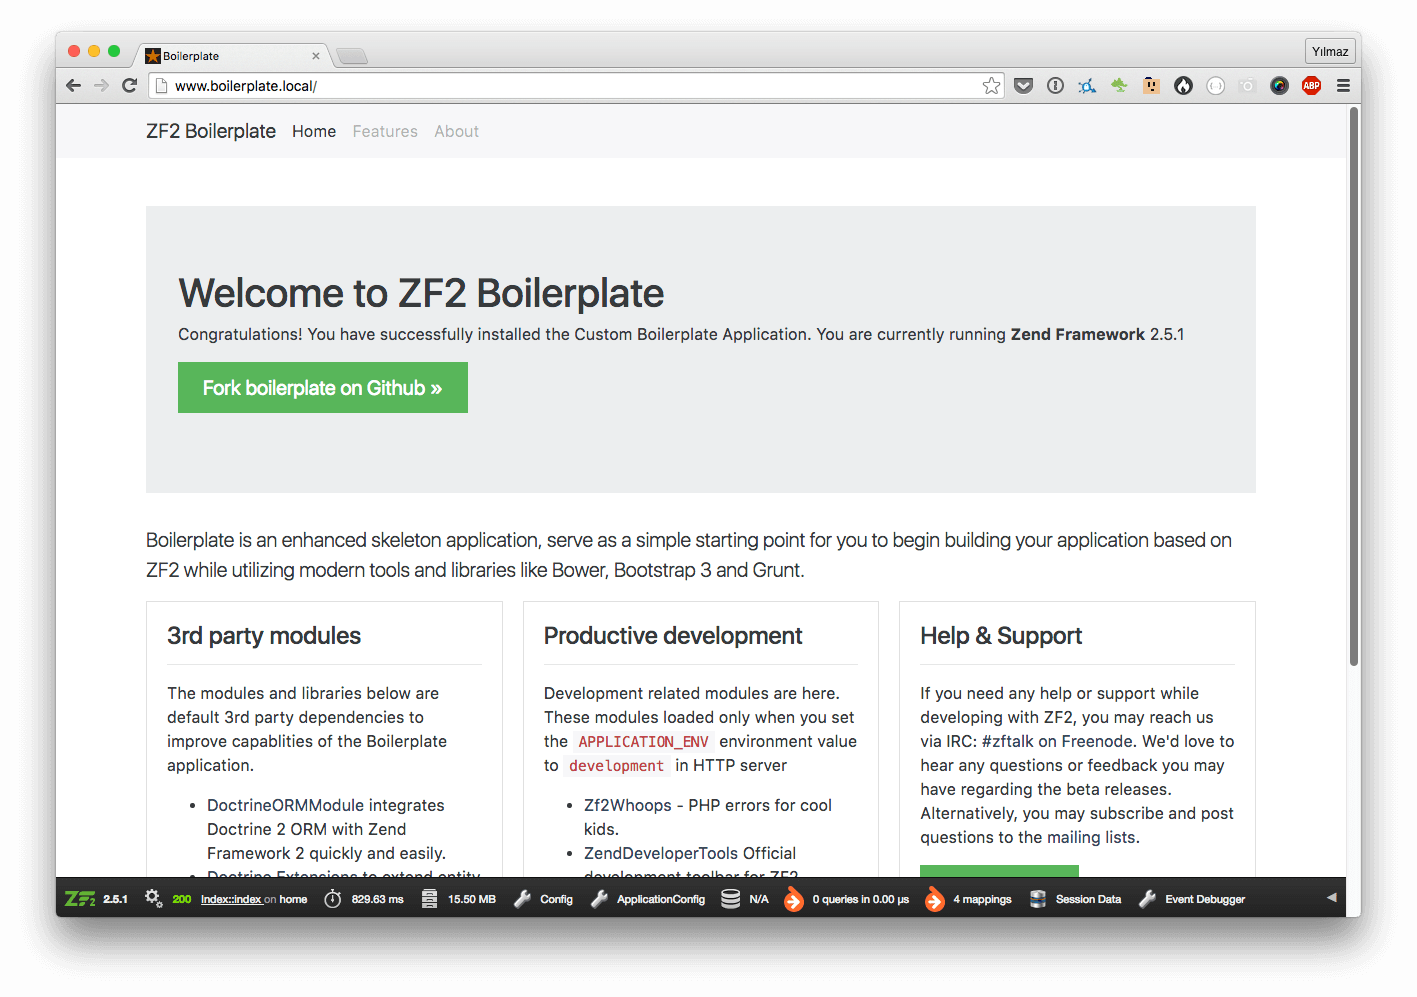 Boilerplate
Yılmaz
www.boilerplate.local/
ABP
ZF2 Boilerplate Home Features About
Welcome to ZF2 Boilerplate
Congratulations! You have successfully installed the Custom Boilerplate Application. You are currently running Zend Framework 2.5.1
Fork boilerplate on Github »
Boilerplate is an enhanced skeleton application, serve as a simple starting point for you to begin building your application based on
ZF2 while utilizing modern tools and libraries like Bower, Bootstrap 3 and Grunt.
3rd party modules
The modules and libraries below are
default 3rd party dependencies to
improve capablities of the Boilerplate
application.
• DoctrineORMModule integrates
Doctrine 2 ORM with Zend
Framework 2 quickly and easily.
• Doctrine Extensions to extend entity
Productive development
Development related modules are here.
These modules loaded only when you set
the APPLICATION_ENV environment value
to development in HTTP server
• Zf2Whoops - PHP errors for cool
kids.
• ZendDeveloperTools Official
development toolbar for ZF2
Help & Support
If you need any help or support while
developing with ZF2, you may reach us
via IRC: #zftalk on Freenode. We'd love to
hear any questions or feedback you may
have regarding the beta releases.
Alternatively, you may subscribe and post
questions to the mailing lists.
ZF2 2.5.1 200 Index::index on home 829.63 ms 15.50 MB Config ApplicationConfig N/A 0 queries in 0.00 µs 4 mappings Session Data Event Debugger